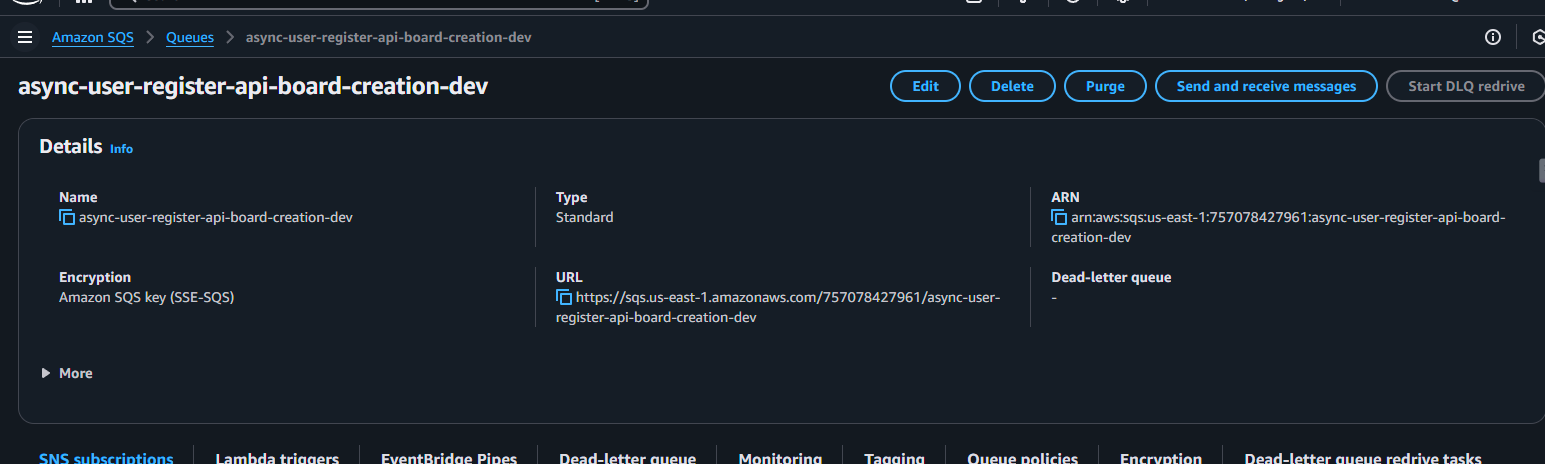 Amazon SQS
Queues
async-user-register-api-board-creation-dev
async-user-register-api-board-creation-dev
Edit
Delete
Purge
Send and receive messages
Start DLQ redrive
Details Info
Name
async-user-register-api-board-creation-dev
Type
Standard
ARN
arn:aws:sqs:us-east-1:757078427961:async-user-register-api-board-
creation-dev
Encryption
Amazon SQS key (SSE-SQS)
URL
https://sqs.us-east-1.amazonaws.com/757078427961/async-user-
register-api-board-creation-dev
Dead-letter queue
-
More
SNS subscriptions
Lambda triggers
EventBridge Pipes
Dead-letter queue
Monitoring
Tagging
Queue policies
Encryption
Dead-letter queue redrive tasks